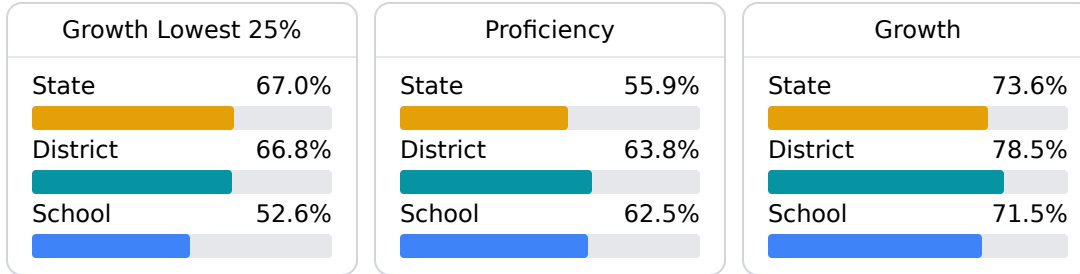 Growth Lowest 25%
State 67.0%
District 66.8%
School 52.6%
Proficiency
State 55.9%
District 63.8%
School 62.5%
Growth
State 73.6%
District 78.5%
School 71.5%